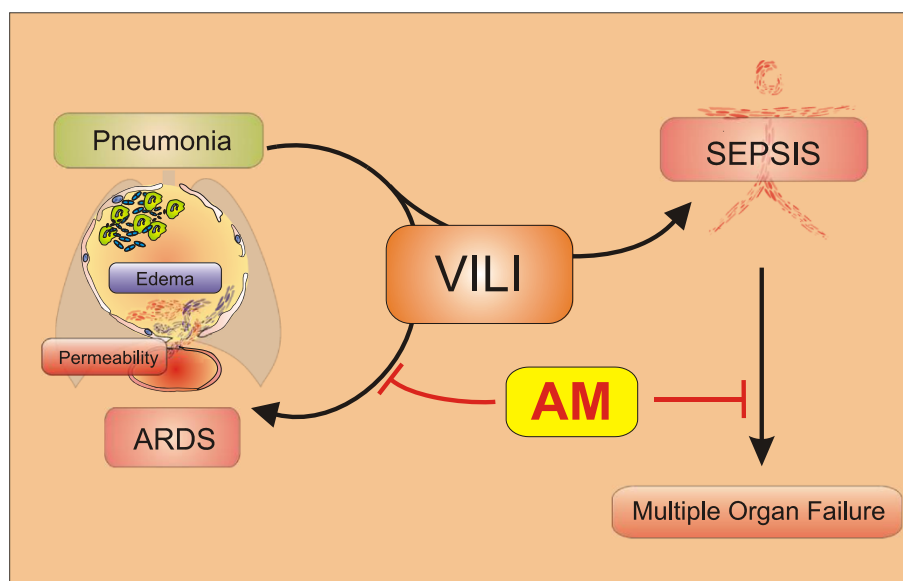 Pneumonia
SEPSIS
Edema
VILI
Permeability
AM
ARDS
Multiple Organ Failure